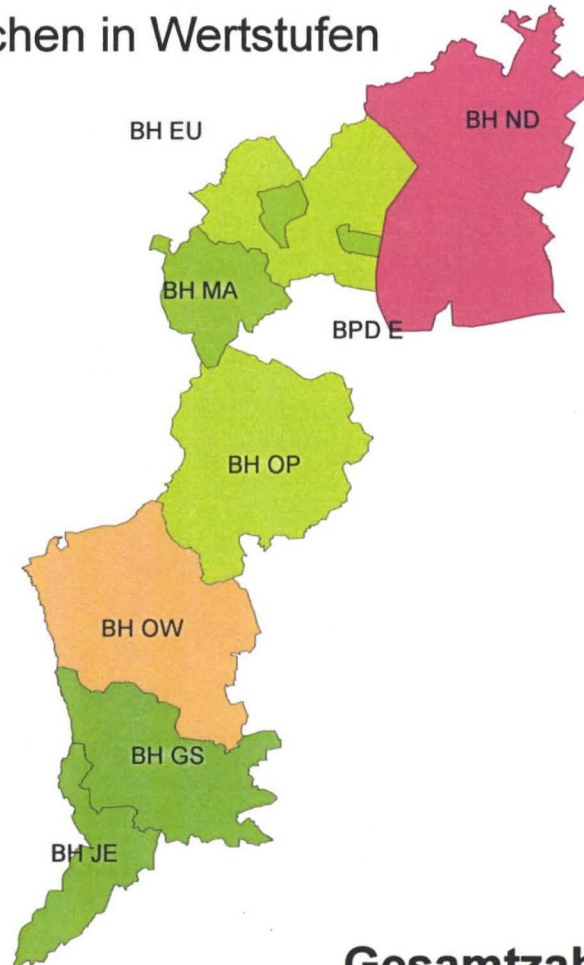 chen in Wertstufen
BH ND
BH EU
BH MA
BPD E
BH OP
BH OW
BH GS
BH JE
Gesamtzah